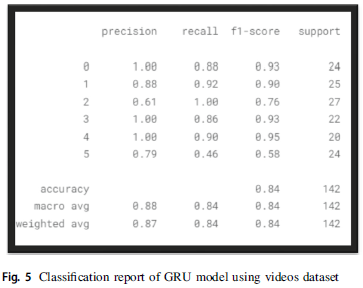 precision recall f1-score support
0 1.00 0.88 0.93 24
1 0.88 0.92 0.90 25
2 0.61 1.00 0.76 27
3 1.00 0.86 0.93 22
4 1.00 0.90 0.95 20
5 0.79 0.46 0.58 24
accuracy 0.84 142
macro avg 0.88 0.84 0.84 142
weighted avg 0.87 0.84 0.84 142
Fig. 5 Classification report of GRU model using videos dataset